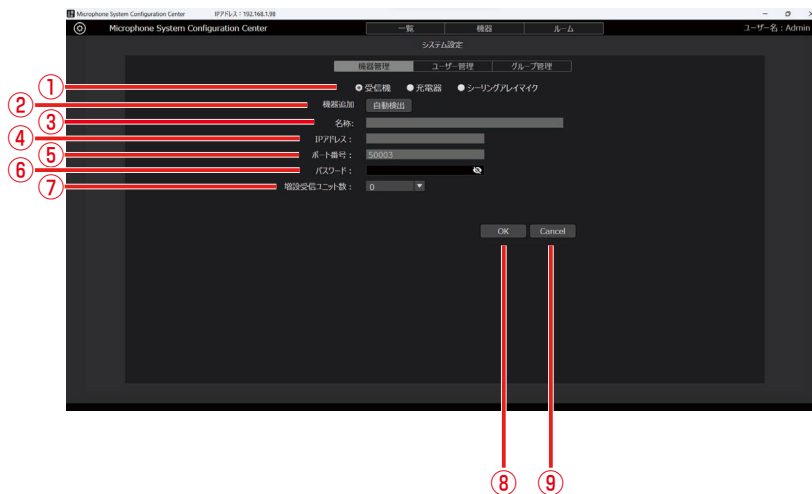 Microphone System Configuration Center IPアドレス：192.168.1.98
Microphone System Configuration Center 一覧 機器 ルーム ユーザー名：Admin
システム設定
機器管理 ユーザー管理 グループ管理
① 受信機 充電器 シーリングアレイマイク
② 機器追加 自動検出
③ 名称：
④ IPアドレス：
⑤ ポート番号： 50003
⑥ パスワード：
⑦ 増設受信ユニット数： 0
OK Cancel
⑧ ⑨